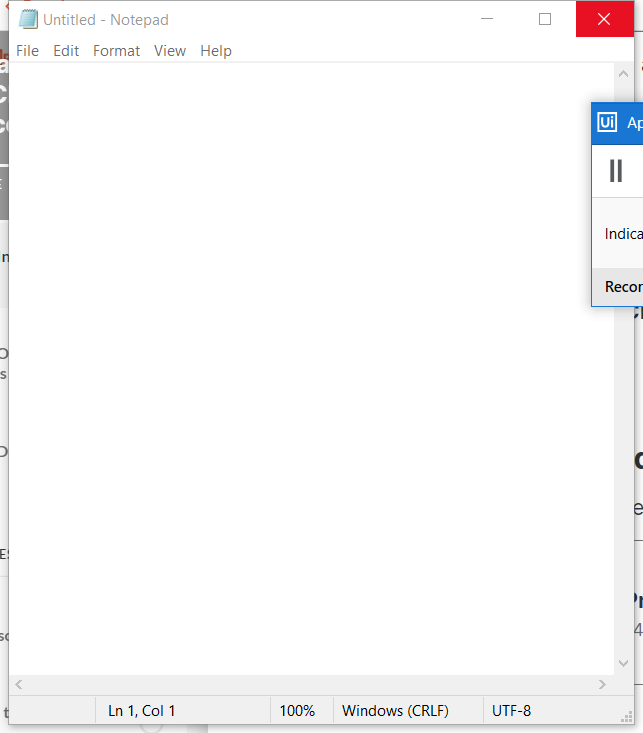 Untitled - Notepad
File Edit Format View Help
Ui Ap
Indica
Recor
Ln 1, Col 1 100% Windows (CRLF) UTF-8